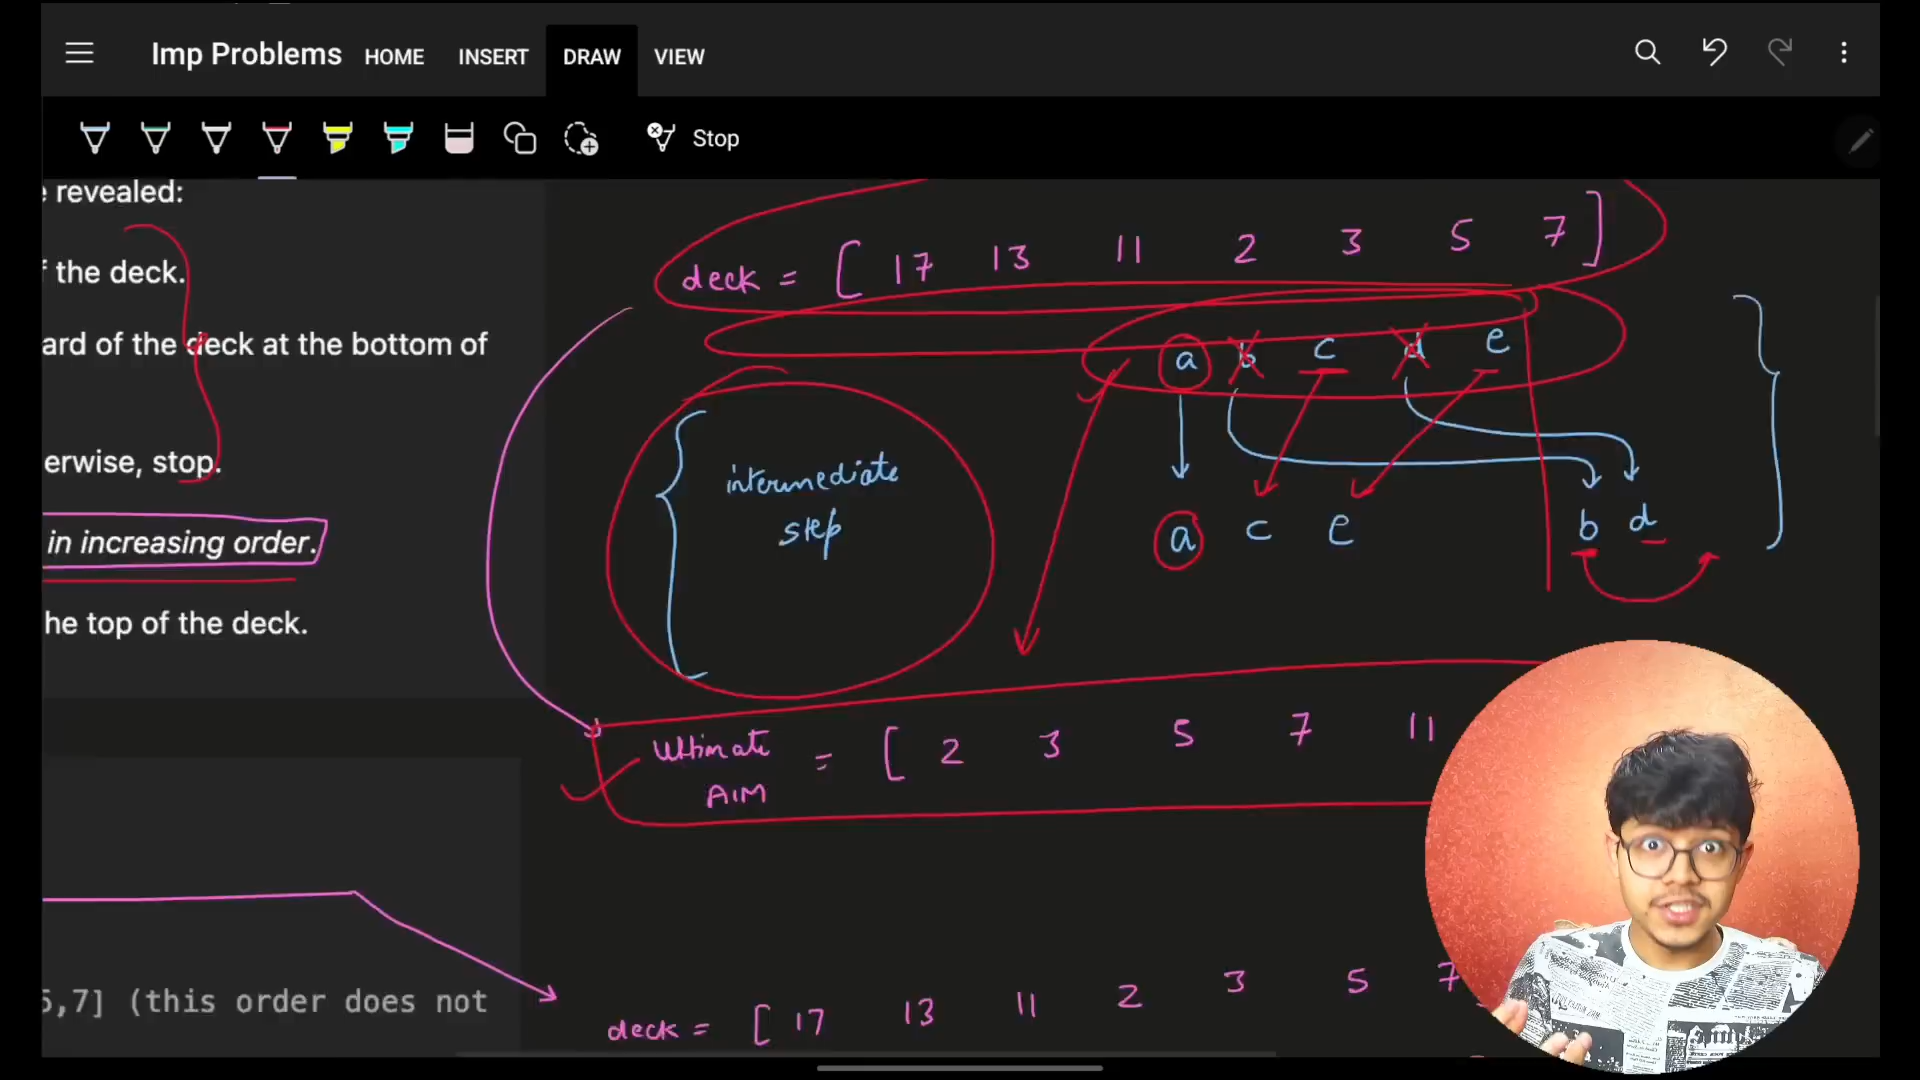 Imp Problems HOME INSERT DRAW VIEW
Stop
e revealed:
f the deck.
ard of the deck at the bottom of
erwise, stop.
in increasing order.
he top of the deck.
deck = [ 17 13 11 2 3 5 7 ]
a b c d e
intermediate
step
a c e b d
Ultimate
AIM
= [ 2 3 5 7 11
5,7] (this order does not
deck = [ 17 13 11 2 3 5 7